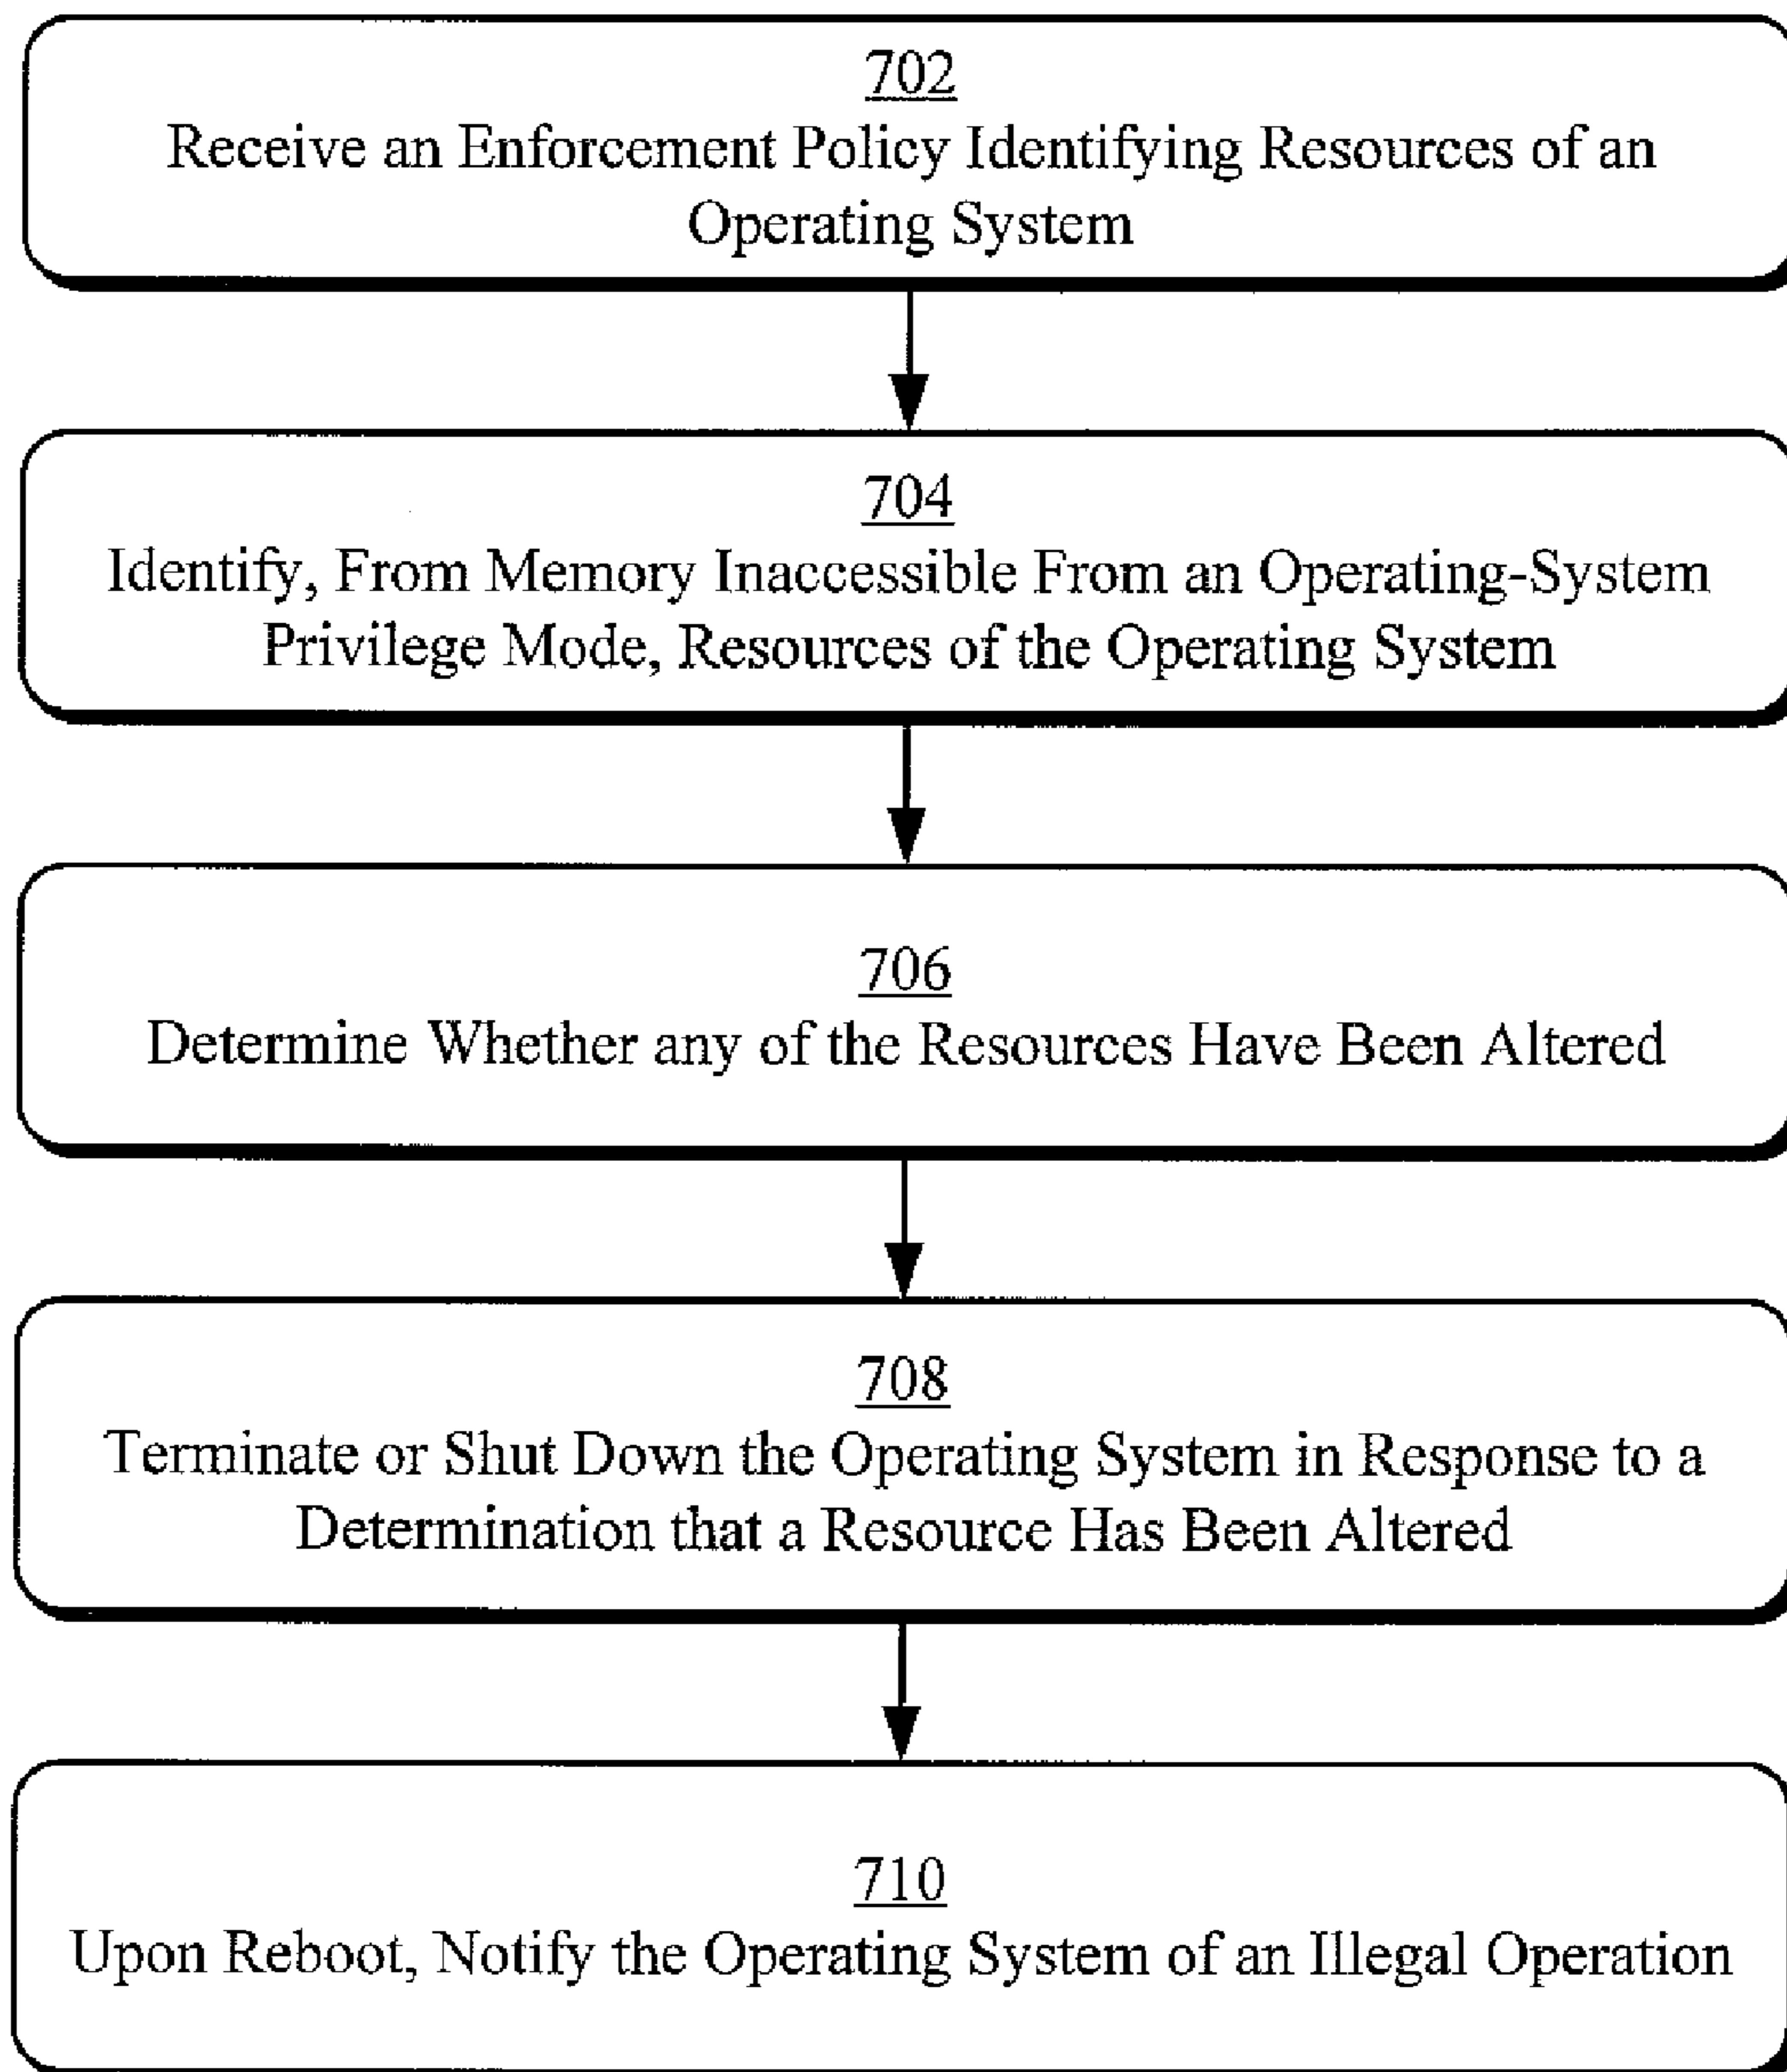 702
Receive an Enforcement Policy Identifying Resources of an
Operating System
704
Identify, From Memory Inaccessible From an Operating-System
Privilege Mode, Resources of the Operating System
706
Determine Whether any of the Resources Have Been Altered
708
Terminate or Shut Down the Operating System in Response to a
Determination that a Resource Has Been Altered
710
Upon Reboot, Notify the Operating System of an Illegal Operation